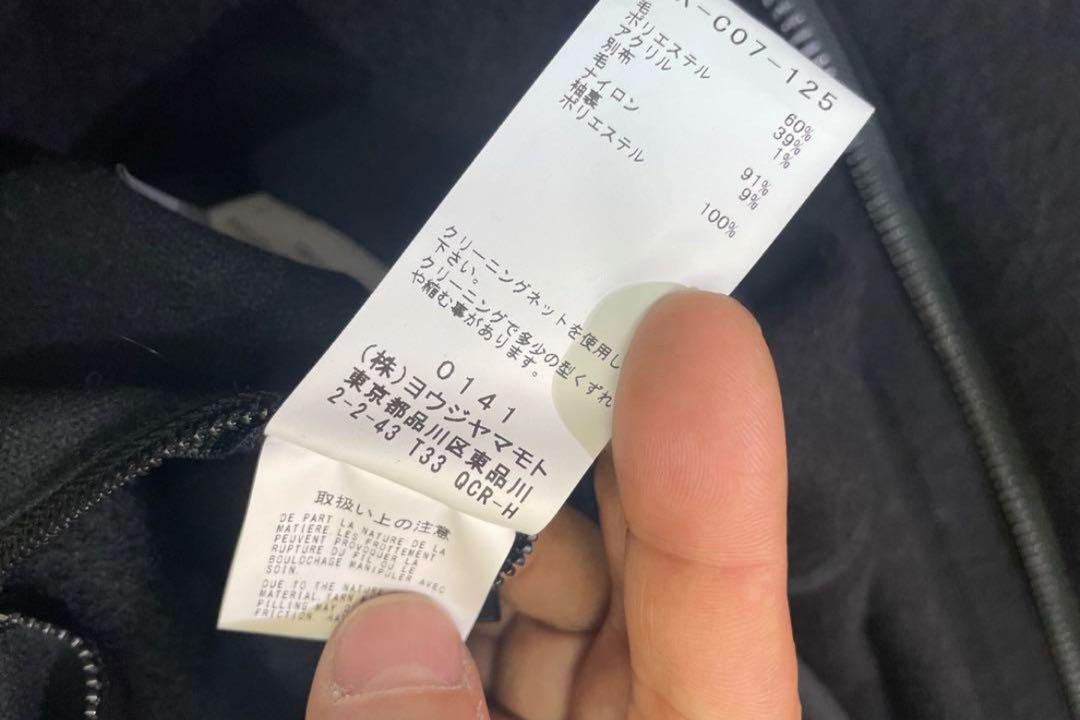 -C07-125
毛 60%
ポリエステル 39%
アクリル 1%
別布
毛 91%
ナイロン 9%
袖裏
ポリエステル 100%
クリーニングネットを使用し
下さい。
クリーニングで多少の型くずれ
や縮む事があります。
0141
(株)ヨウジヤマモト
東京都品川区東品川
2-2-43 T33 QCR-H
取扱い上の注意
DE PART LA NATURE DE LA
MATIERE LES FROTTEMENT
PEUVENT PROVOQUER LA
RUPTURE DU FIL OU LE
BOULOCHAGE MANIPULER AVEC
SOIN.
DUE TO THE NATURE
MATERIAL YARN
PILLING MAY
FRICTION.